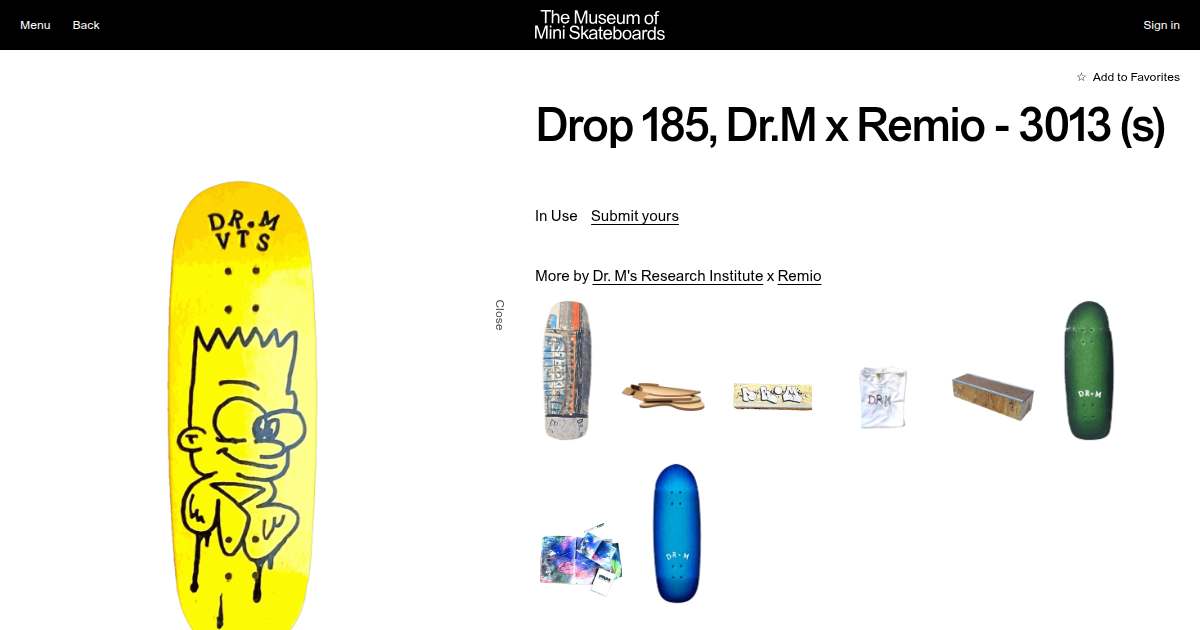 Menu
Back
The Museum of
Mini Skateboards
Sign in
☆ Add to Favorites
Drop 185, Dr.M x Remio - 3013 (s)
In Use Submit yours
More by Dr. M's Research Institute x Remio
Close
DR.M
VTS
DR.M
DR.M
DR.M